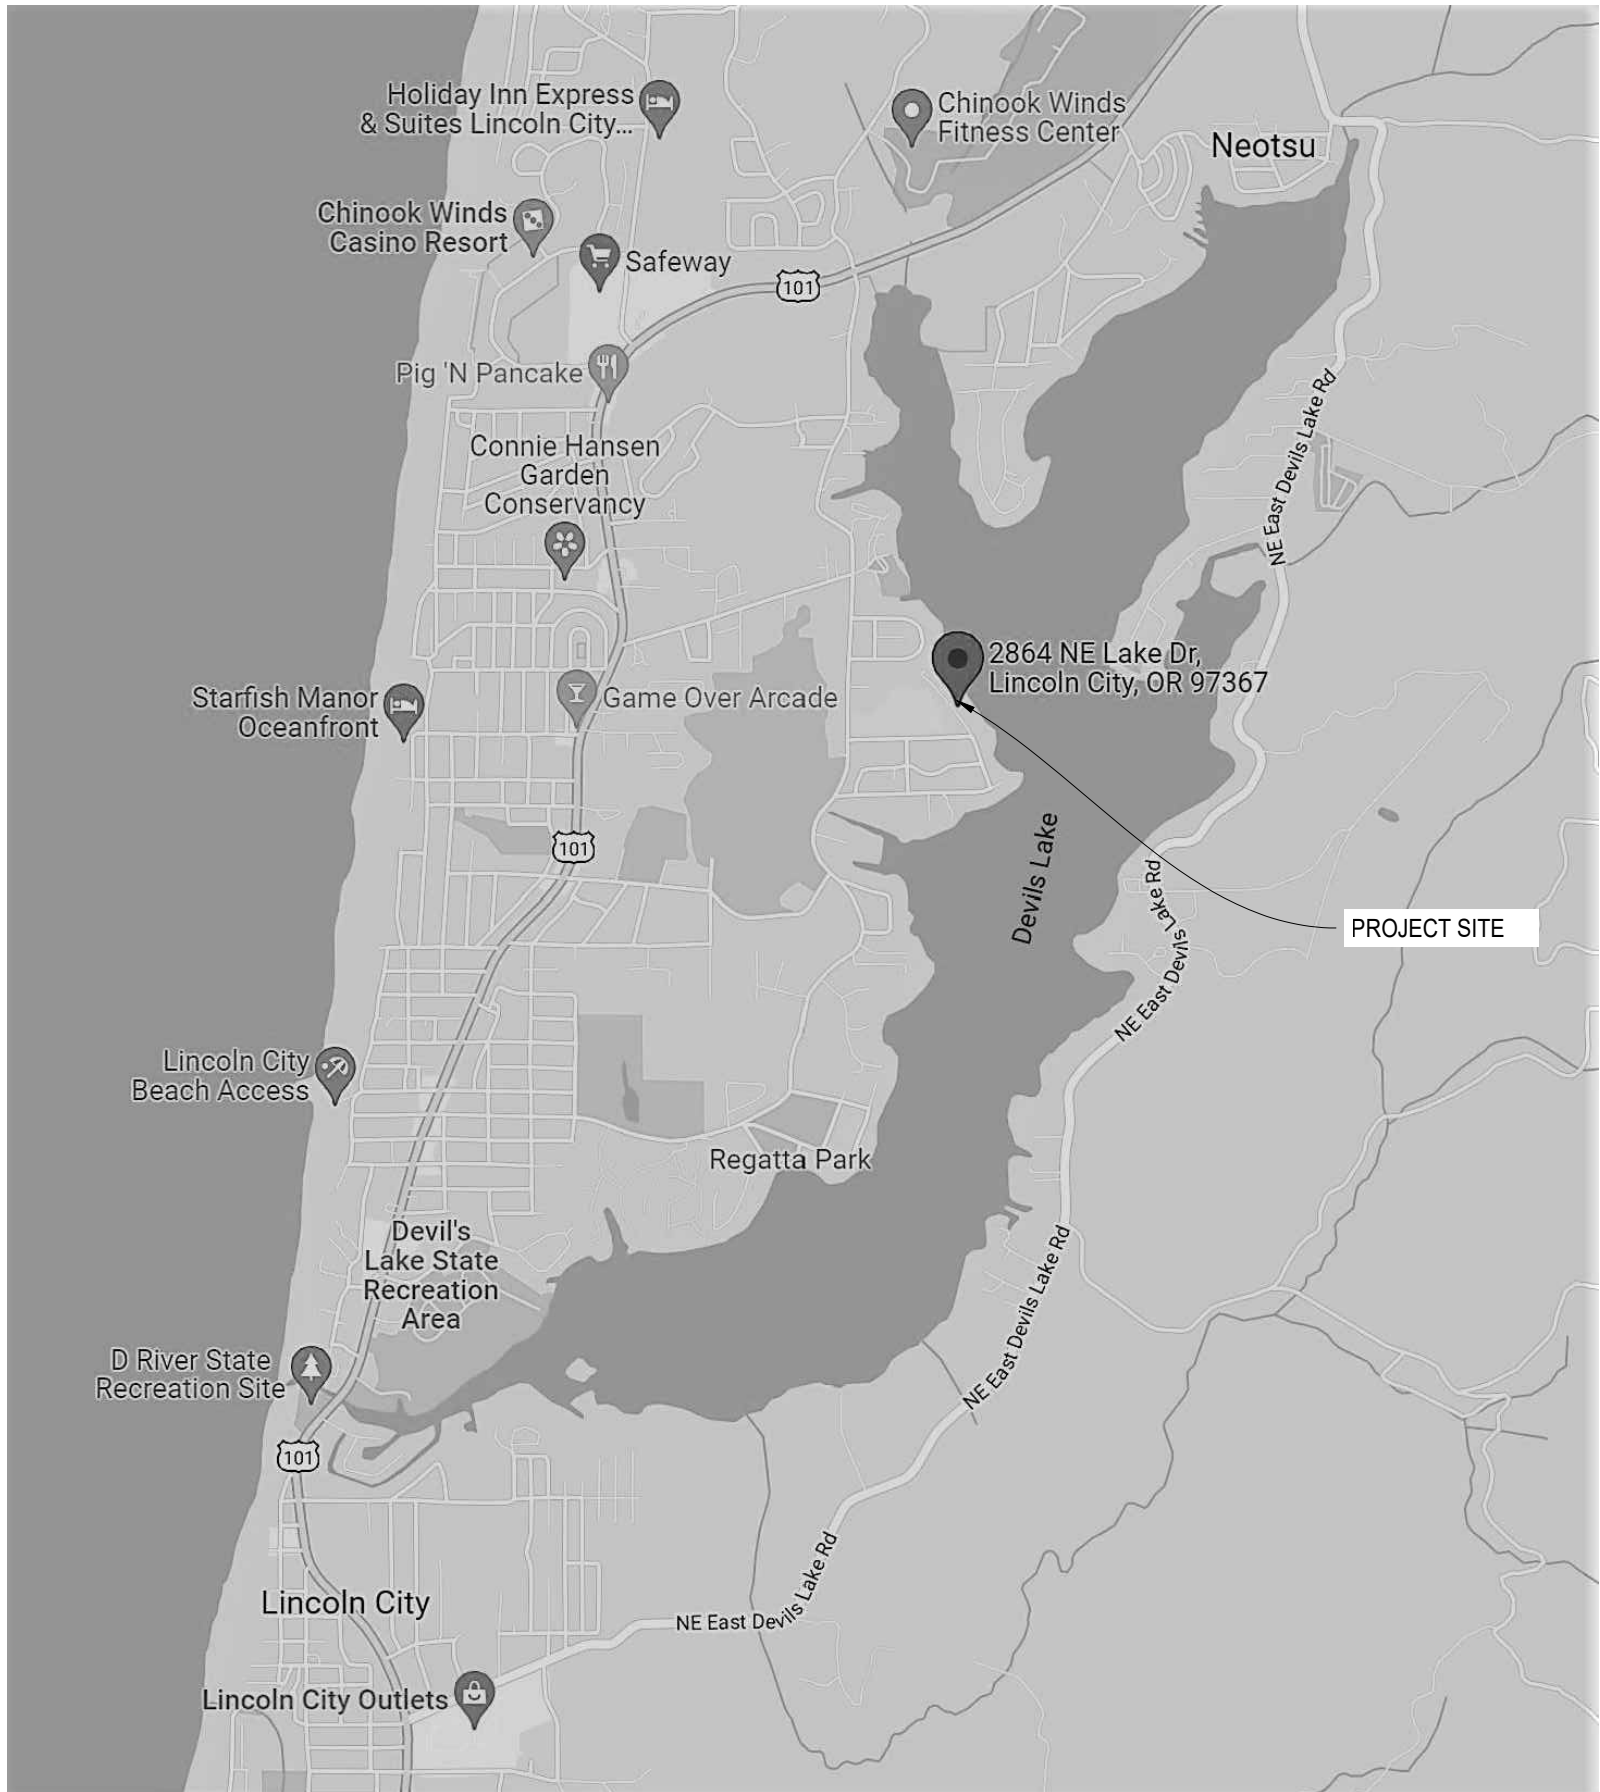 Holiday Inn Express
& Suites Lincoln City...
Chinook Winds
Fitness Center
Neotsu
Chinook Winds
Casino Resort
Safeway
101
Pig 'N Pancake
NE East Devils Lake Rd
Connie Hansen
Garden
Conservancy
2864 NE Lake Dr,
Lincoln City, OR 97367
Starfish Manor
Oceanfront
Game Over Arcade
101
Devils Lake
NE East Devils Lake Rd
PROJECT SITE
Lincoln City
Beach Access
Regatta Park
Devil's
Lake State
Recreation
Area
NE East Devils Lake Rd
D River State
Recreation Site
101
NE East Devils Lake Rd
Lincoln City
Lincoln City Outlets